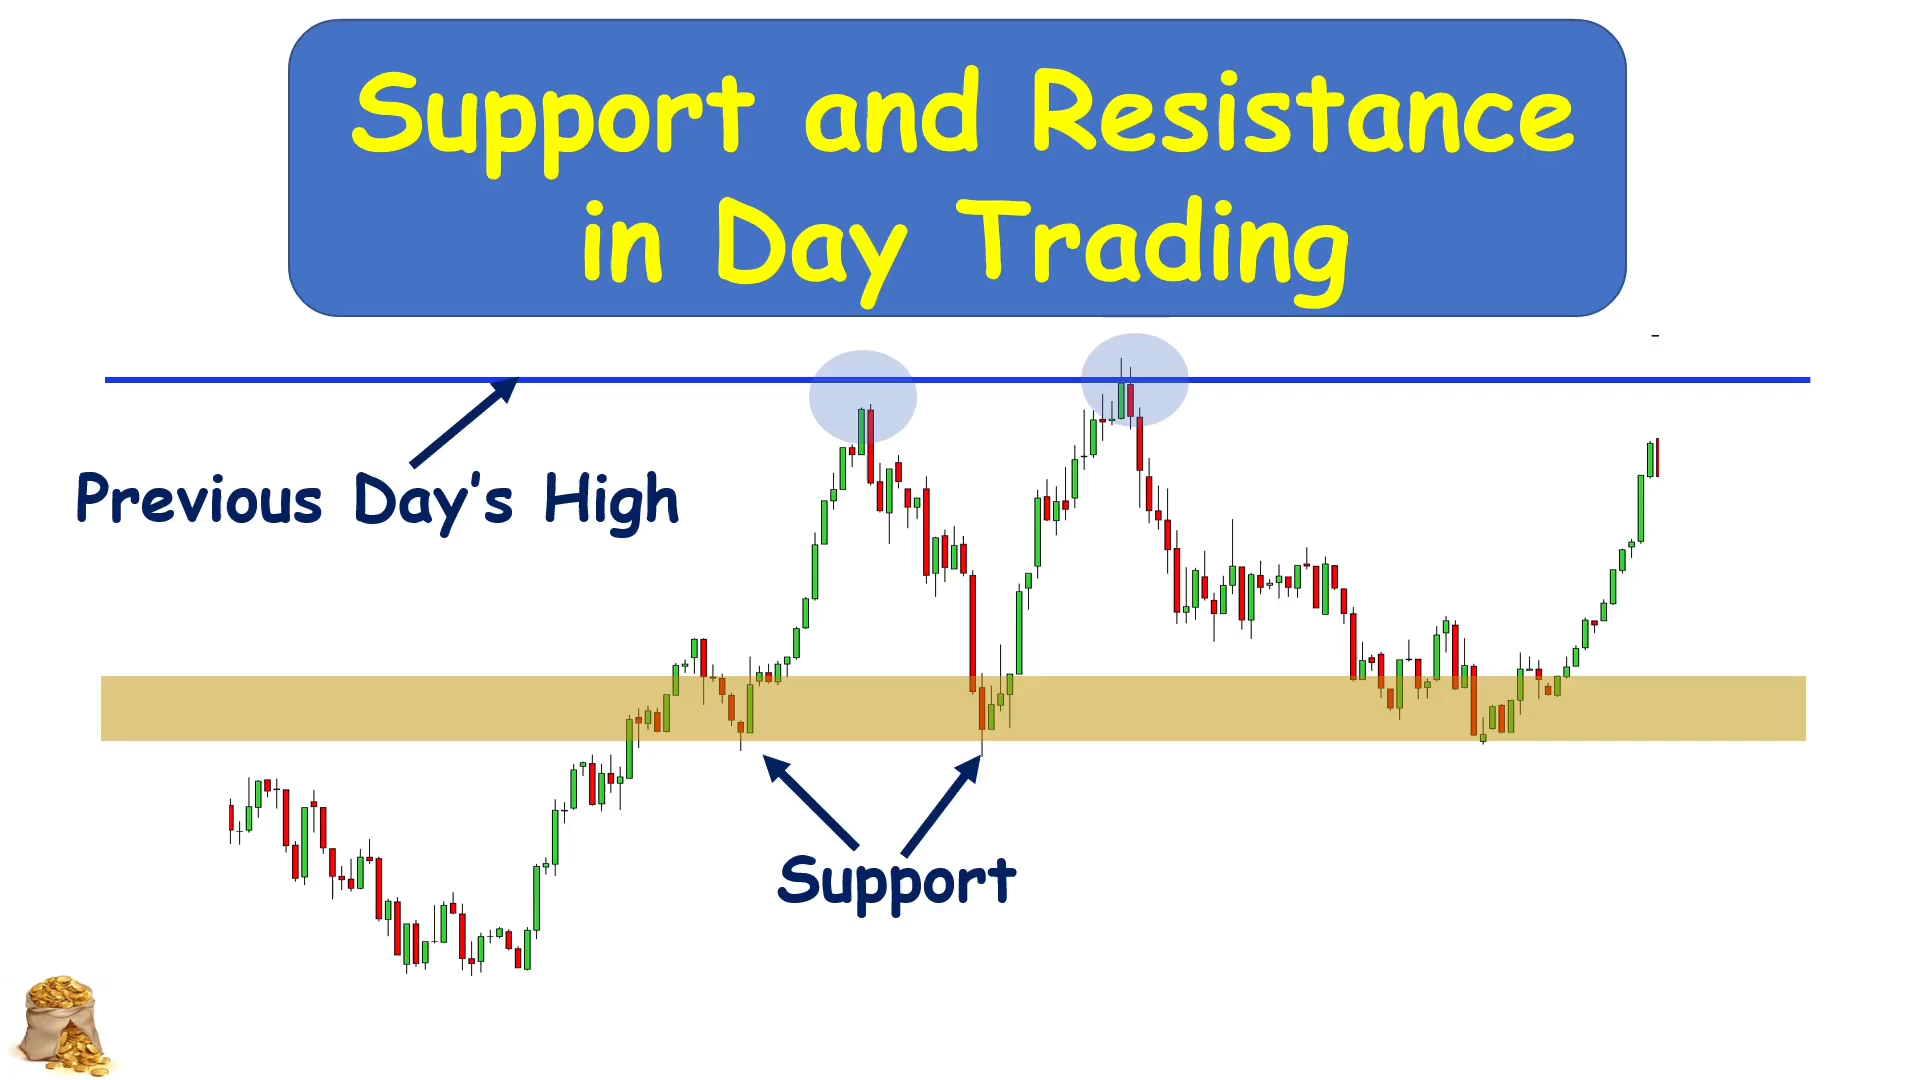 Support and Resistance
in Day Trading
Previous Day's High
Support